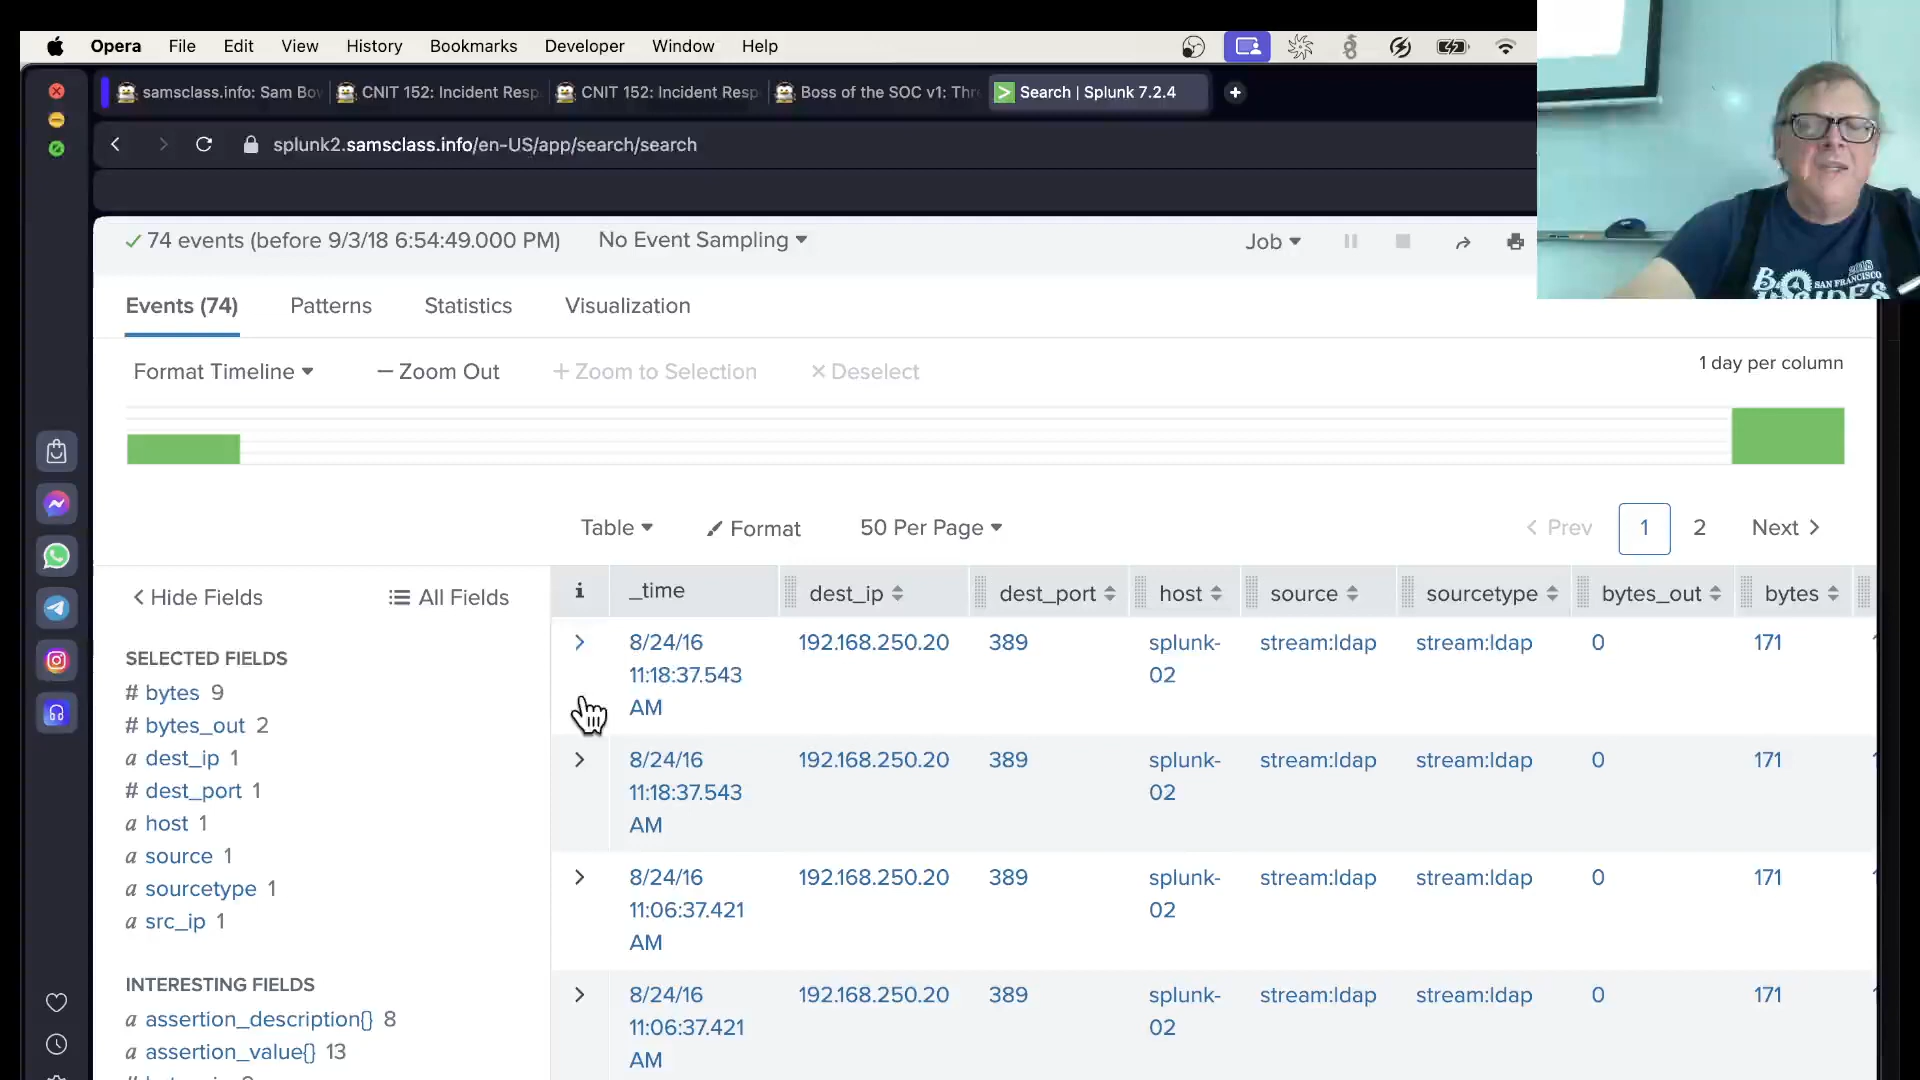 Opera File Edit View History Bookmarks Developer Window Help
samsclass.info: Sam Bow CNIT 152: Incident Resp CNIT 152: Incident Resp Boss of the SOC v1: Thr Search | Splunk 7.2.4
splunk2.samsclass.info/en-US/app/search/search
74 events (before 9/3/18 6:54:49.000 PM) No Event Sampling Job
Events (74) Patterns Statistics Visualization
Format Timeline — Zoom Out + Zoom to Selection × Deselect 1 day per column
Table Format 50 Per Page < Prev 1 2 Next >
< Hide Fields All Fields
i _time dest_ip dest_port host source sourcetype bytes_out bytes
SELECTED FIELDS
# bytes 9
# bytes_out 2
a dest_ip 1
# dest_port 1
a host 1
a source 1
a sourcetype 1
a src_ip 1
INTERESTING FIELDS
a assertion_description{} 8
a assertion_value{} 13
> 8/24/16 192.168.250.20 389 splunk- stream:ldap stream:ldap 0 171
11:18:37.543 02
AM
> 8/24/16 192.168.250.20 389 splunk- stream:ldap stream:ldap 0 171
11:18:37.543 02
AM
> 8/24/16 192.168.250.20 389 splunk- stream:ldap stream:ldap 0 171
11:06:37.421 02
AM
> 8/24/16 192.168.250.20 389 splunk- stream:ldap stream:ldap 0 171
11:06:37.421 02
AM
2018
SAN FRANCISCO